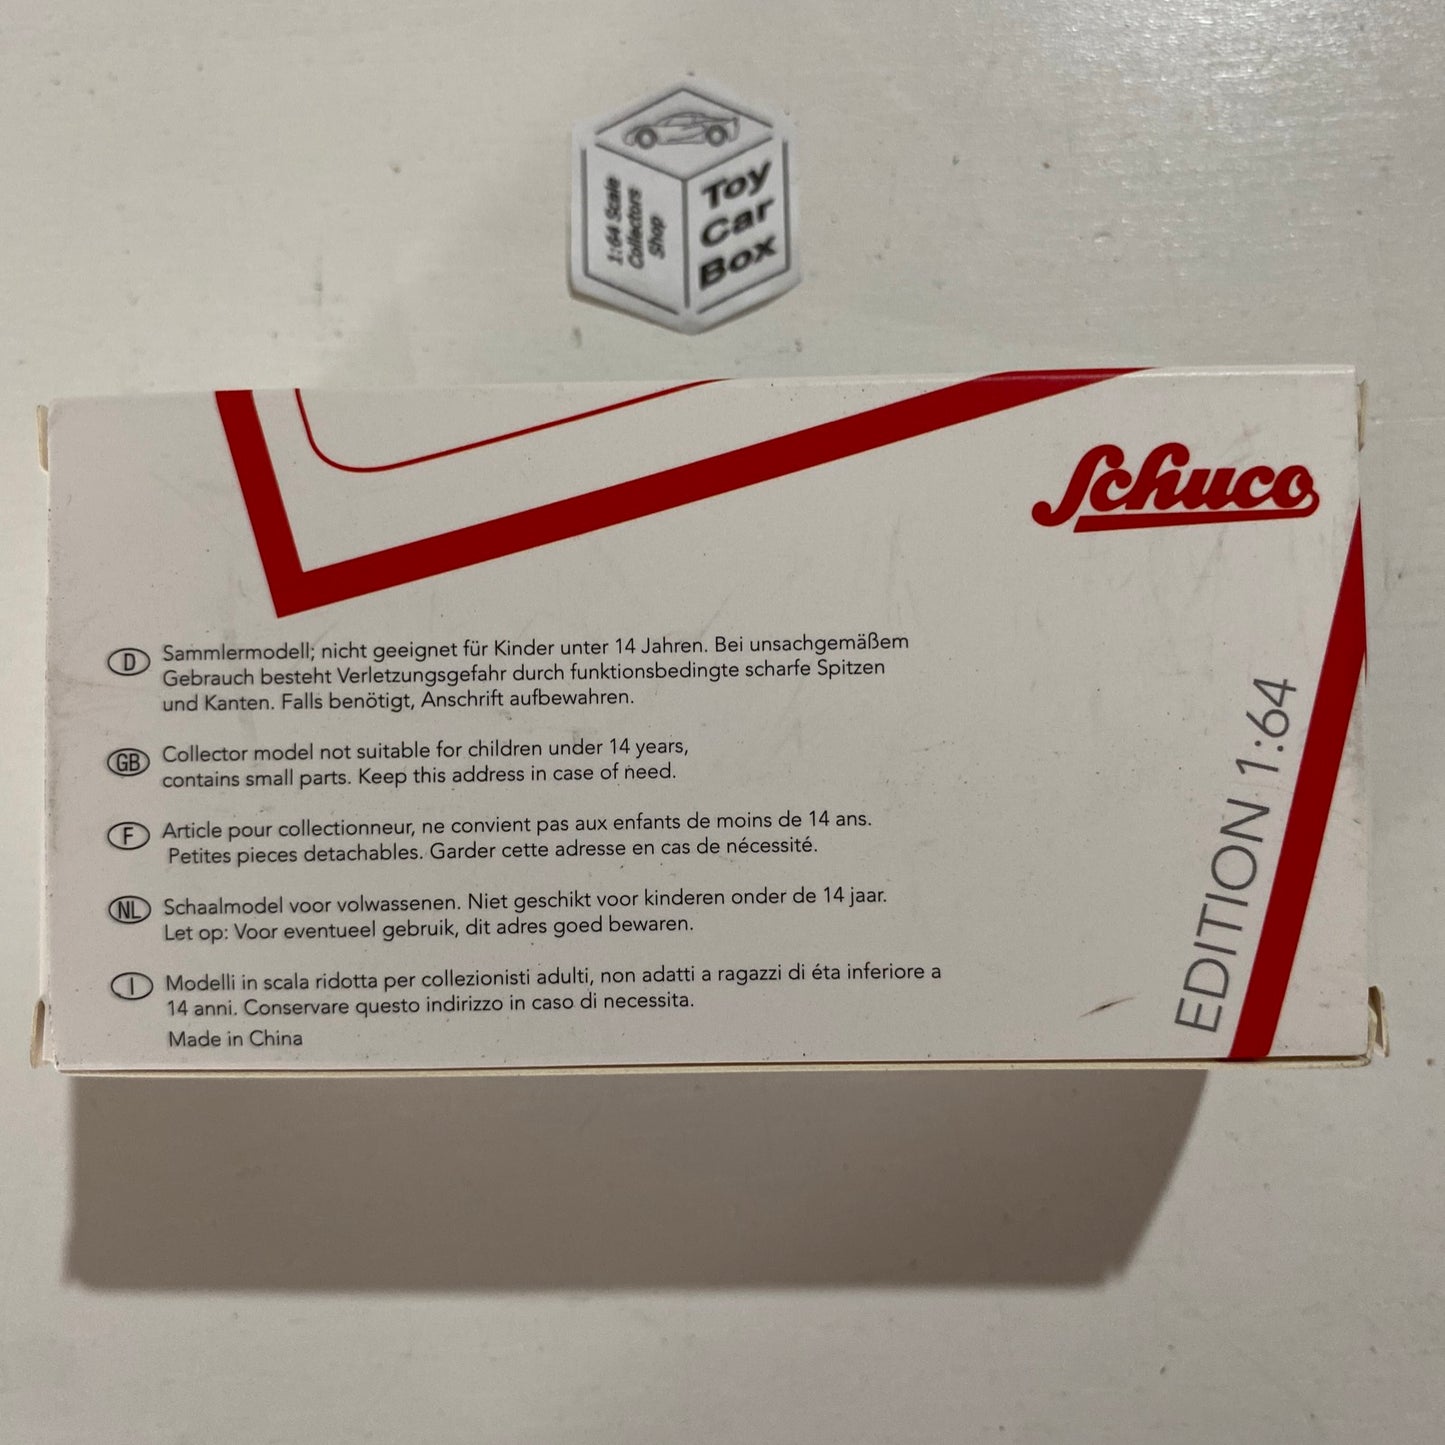 1:64 Scale
Collectors
Shop
Toy
Car
Box
Schuco
D Sammlermodell; nicht geeignet für Kinder unter 14 Jahren. Bei unsachgemäßem
Gebrauch besteht Verletzungsgefahr durch funktionsbedingte scharfe Spitzen
und Kanten. Falls benötigt, Anschrift aufbewahren.
GB Collector model not suitable for children under 14 years,
contains small parts. Keep this address in case of need.
F Article pour collectionneur, ne convient pas aux enfants de moins de 14 ans.
Petites pieces detachables. Garder cette adresse en cas de nécessité.
NL Schaalmodel voor volwassenen. Niet geschikt voor kinderen onder de 14 jaar.
Let op: Voor eventueel gebruik, dit adres goed bewaren.
I Modelli in scala ridotta per collezionisti adulti, non adatti a ragazzi di éta inferiore a
14 anni. Conservare questo indirizzo in caso di necessita.
Made in China
EDITION 1:64